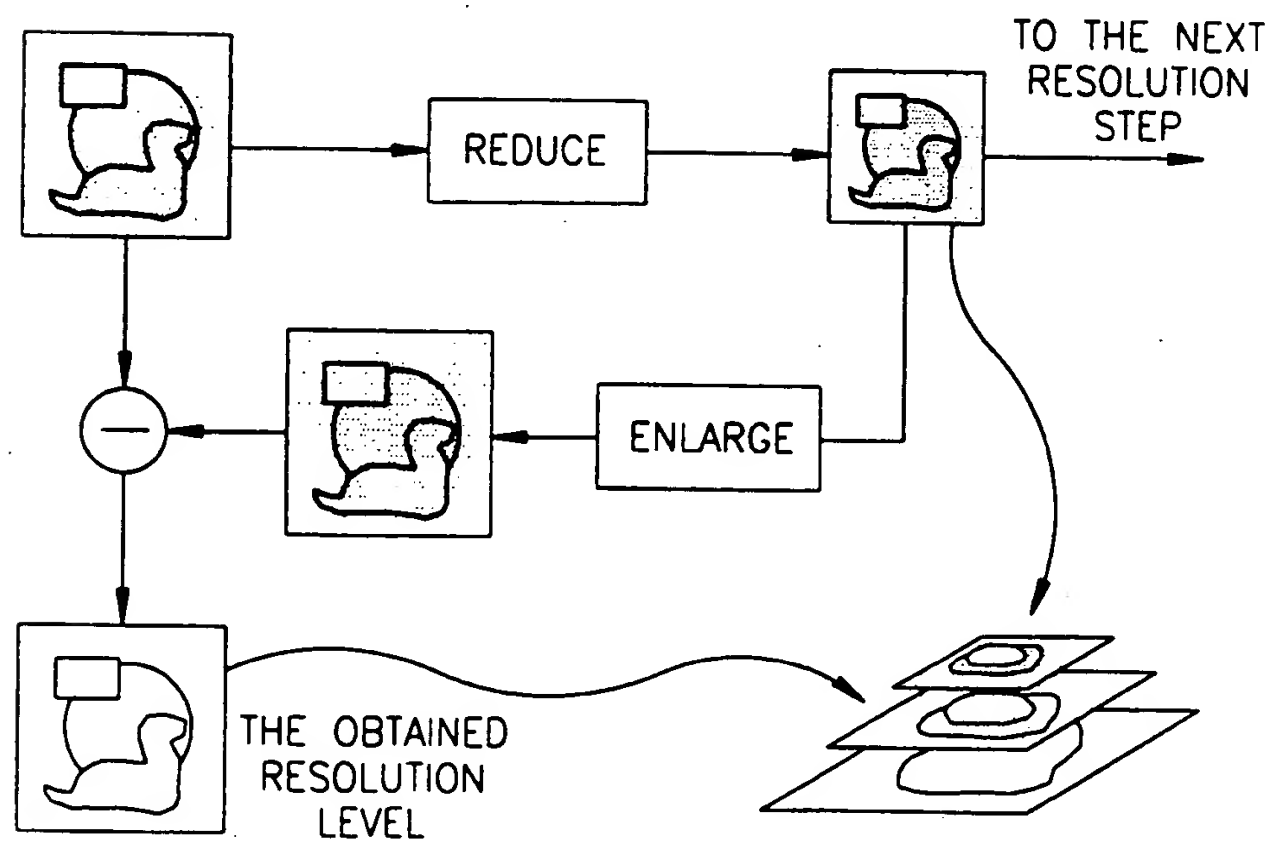 TO THE NEXT
RESOLUTION
STEP
REDUCE
ENLARGE
THE OBTAINED
RESOLUTION
LEVEL